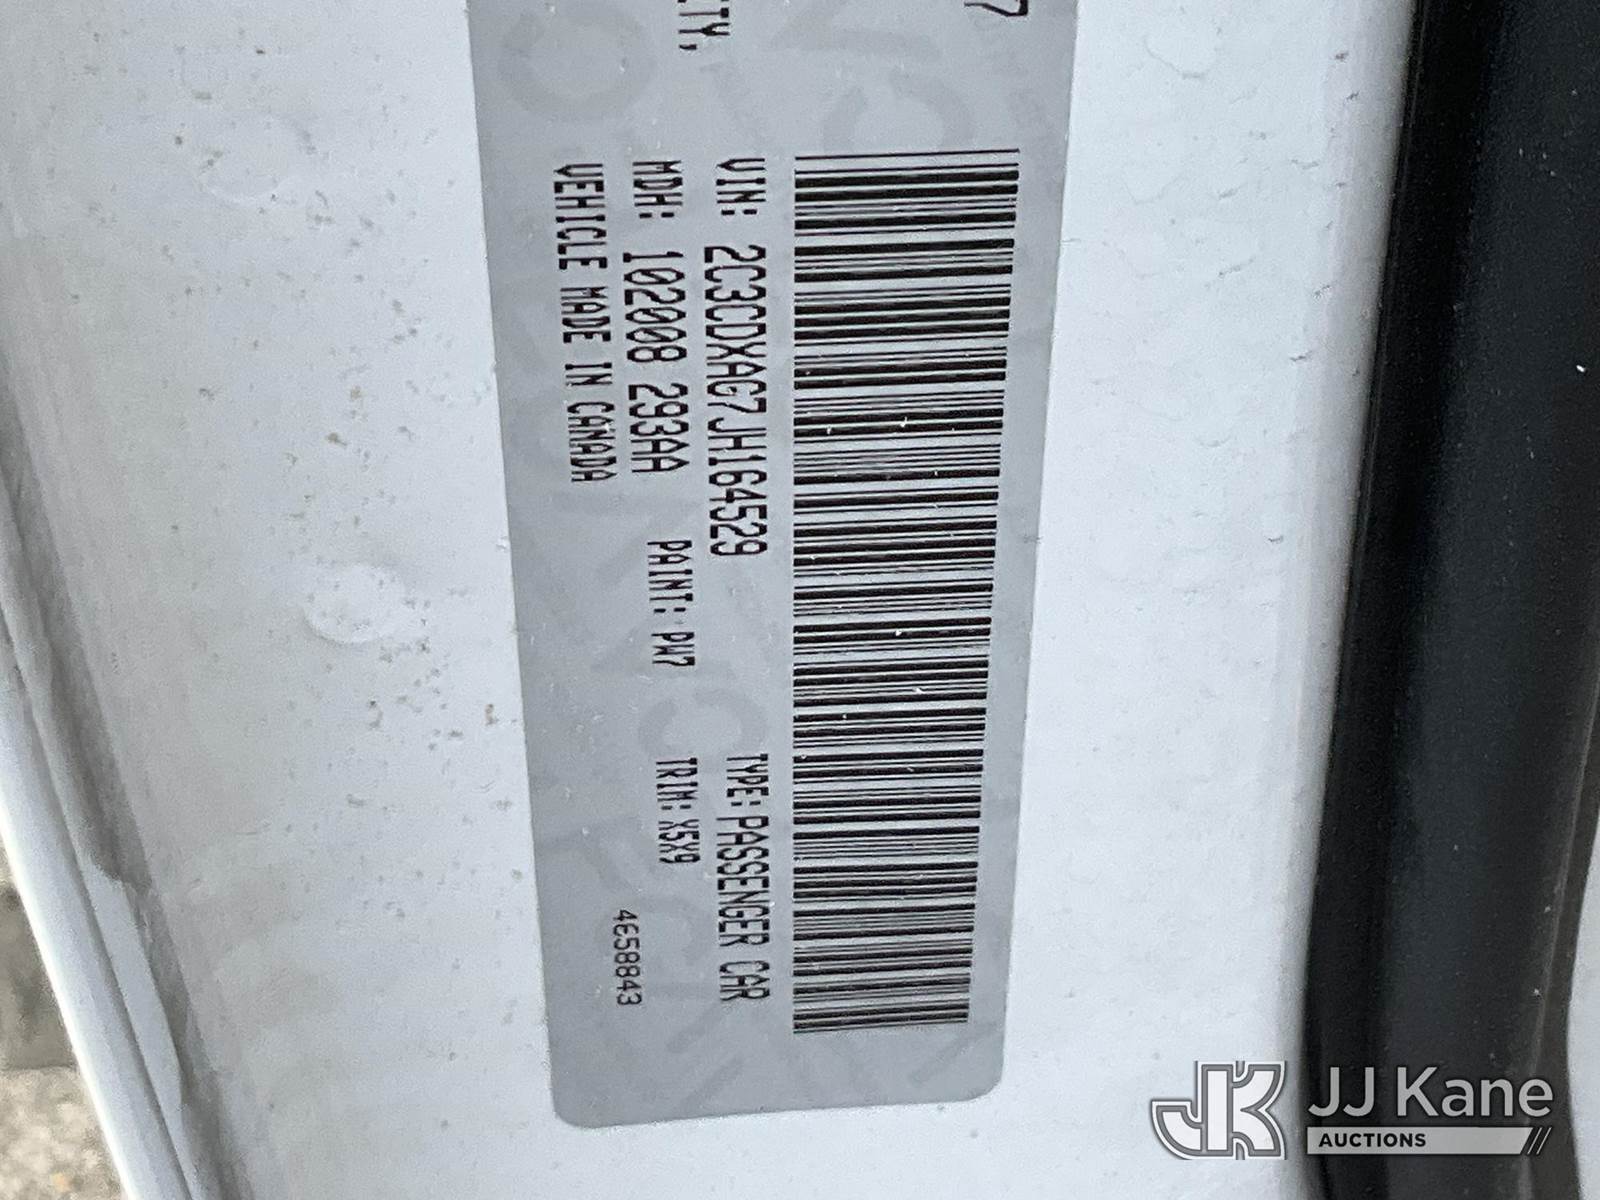 VIN: 2C3CDXAG7JH164529 TYPE: PASSENGER CAR
MDH: 102008 293AA PAINT: PW7 TRIM: X5X9
VEHICLE MADE IN CANADA
4658843
JJ Kane
AUCTIONS